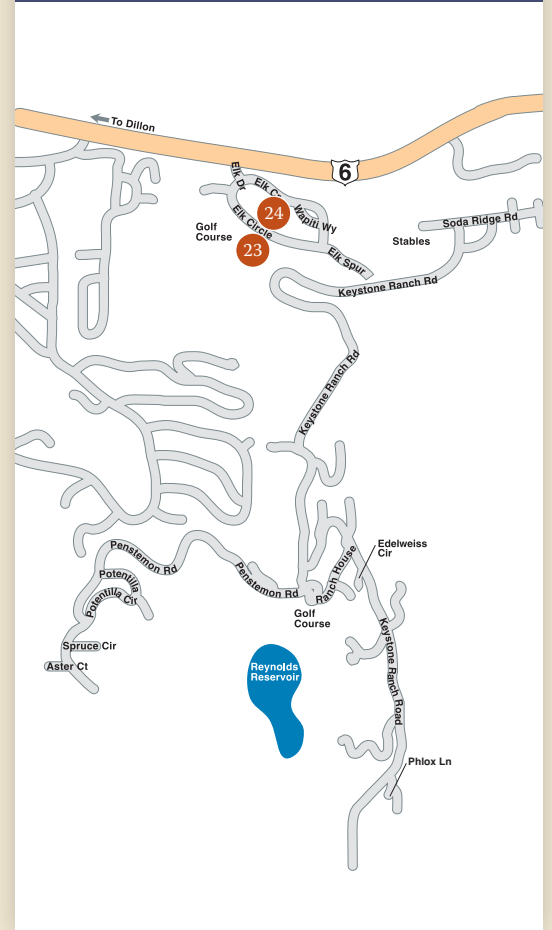 To Dillon
6
Elk Dr
Elk Ci
24
Wapiti Wy
Elk Circle
Golf
Course
23
Elk Spur
Soda Ridge Rd
Stables
Keystone Ranch Rd
Keystone Ranch Rd
Edelweiss
Cir
Penstemon Rd
Penstemon Rd
Ranch House
Potentilla
Potentilla Cir
Golf
Course
Keystone Ranch Road
Spruce Cir
Aster Ct
Reynolds
Reservoir
Phlox Ln